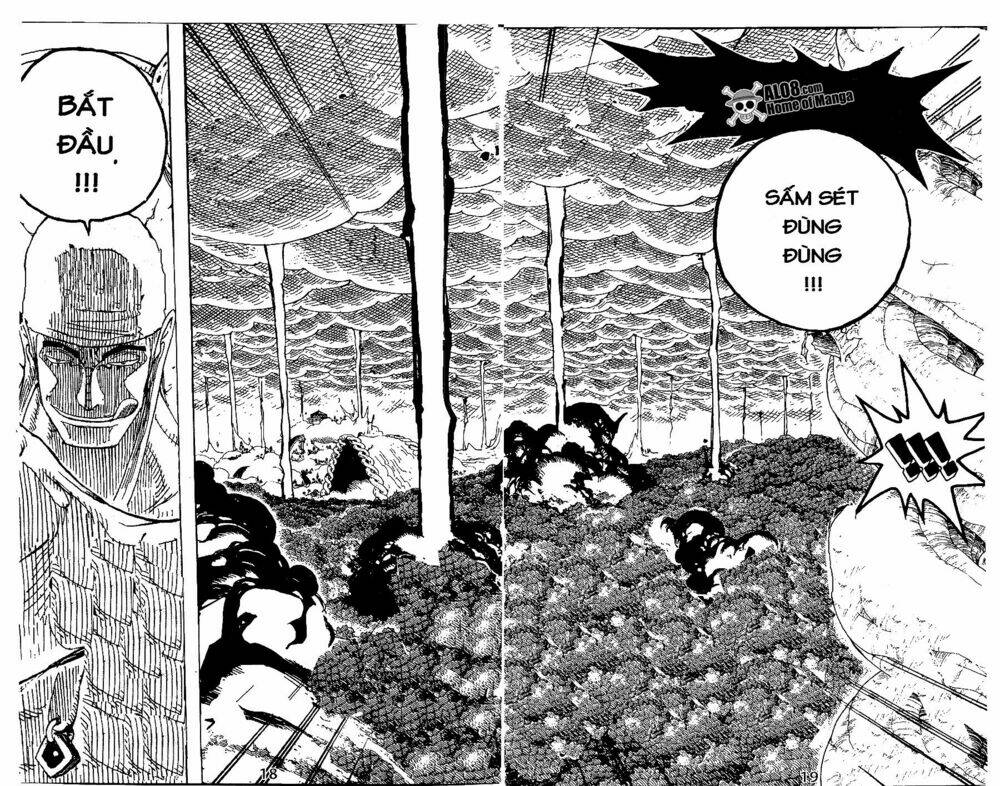 BẮT
ĐẦU
!!!
ALO8.com
Home of Manga
SẤM SÉT
ĐÙNG
ĐÙNG
!!!
!!!
18
19